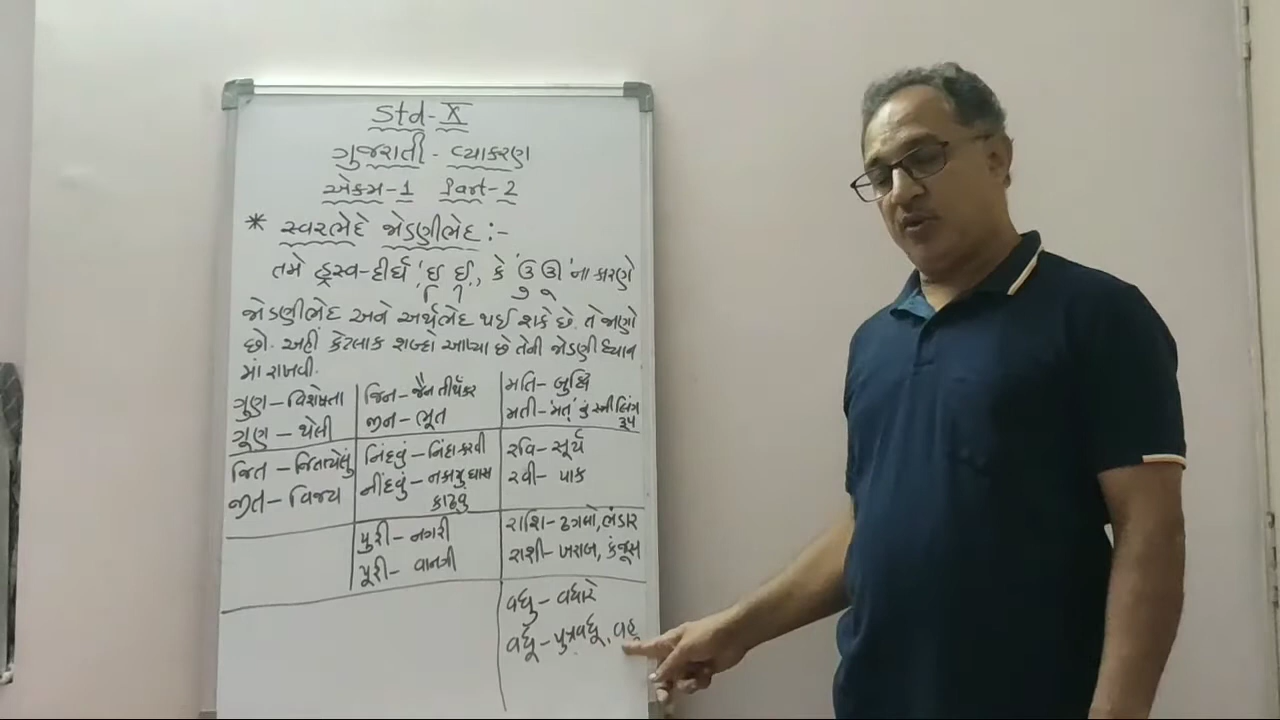 Std-X
ગુજરાતી - વ્યાકરણ
એકમ-1 Part-2
* સ્વરભેદે જોડણીભેદ :-
તમે હ્રસ્વ-દીર્ઘ 'ઇ ઈ', કે 'ઉ ઊ'ના કારણે
િ ી ુ ૂ
જોડણીભેદ અને અર્થભેદ થઈ શકે છે. તે જાણો
છો. અહીં કેટલાક શબ્દો આપ્યા છે તેની જોડણી ધ્યાન
માં રાખવી.
ગુણ - વિશેષતા
ગૂણ - થેલી
જિત - જિતાયેલું
જીત - વિજય
જિન - જૈન તીર્થંકર
જીન - ભૂત
નિંદવું - નિંદા કરવી
નીંદવું - નકામુ ઘાસ
કાઢવું
પુરી - નગરી
પૂરી - વાનગી
મતિ - બુદ્ધિ
મતી - 'મત્' નું સ્ત્રીલિંગ
રૂપ
રવિ - સૂર્ય
રવી - પાક
રાશિ - ઢગલો, ભંડાર
રાશી - ખરાબ, કંજૂસ
વધુ - વધારે
વધૂ - પુત્રવધૂ, વહુ